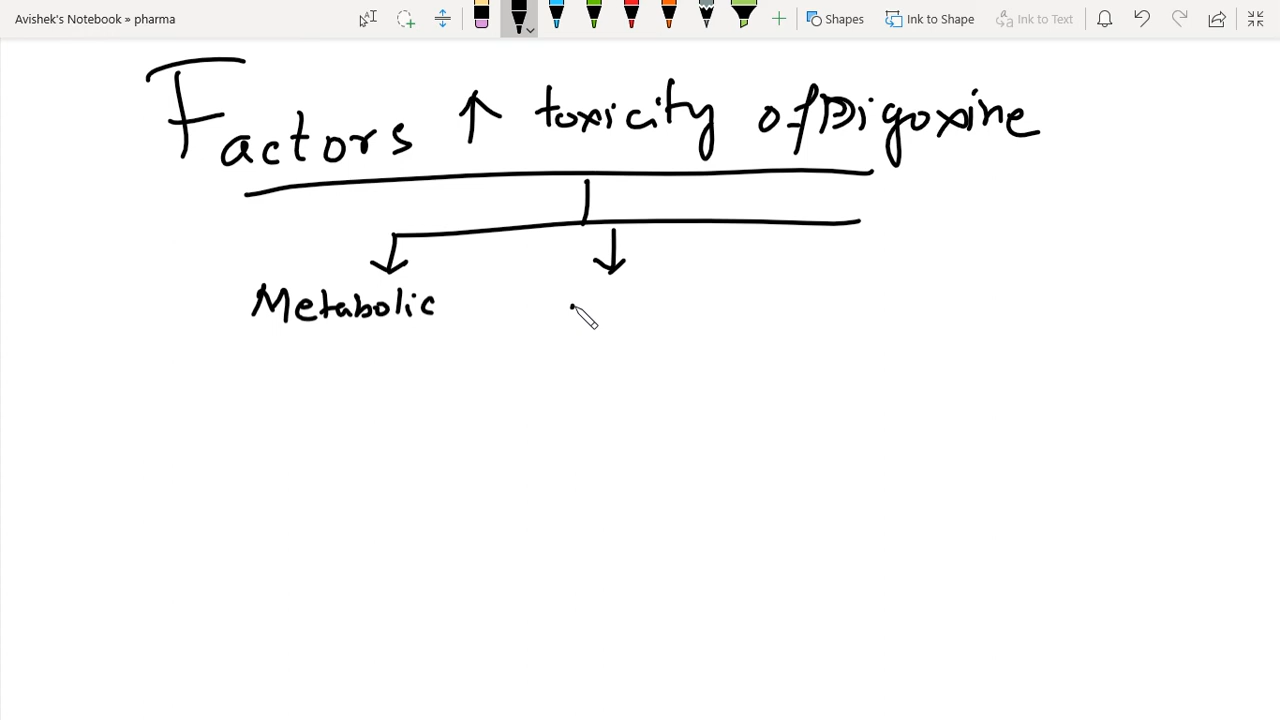 Avishek's Notebook » pharma
Shapes Ink to Shape Ink to Text
Factors ↑ toxicity of Digoxine
Metabolic